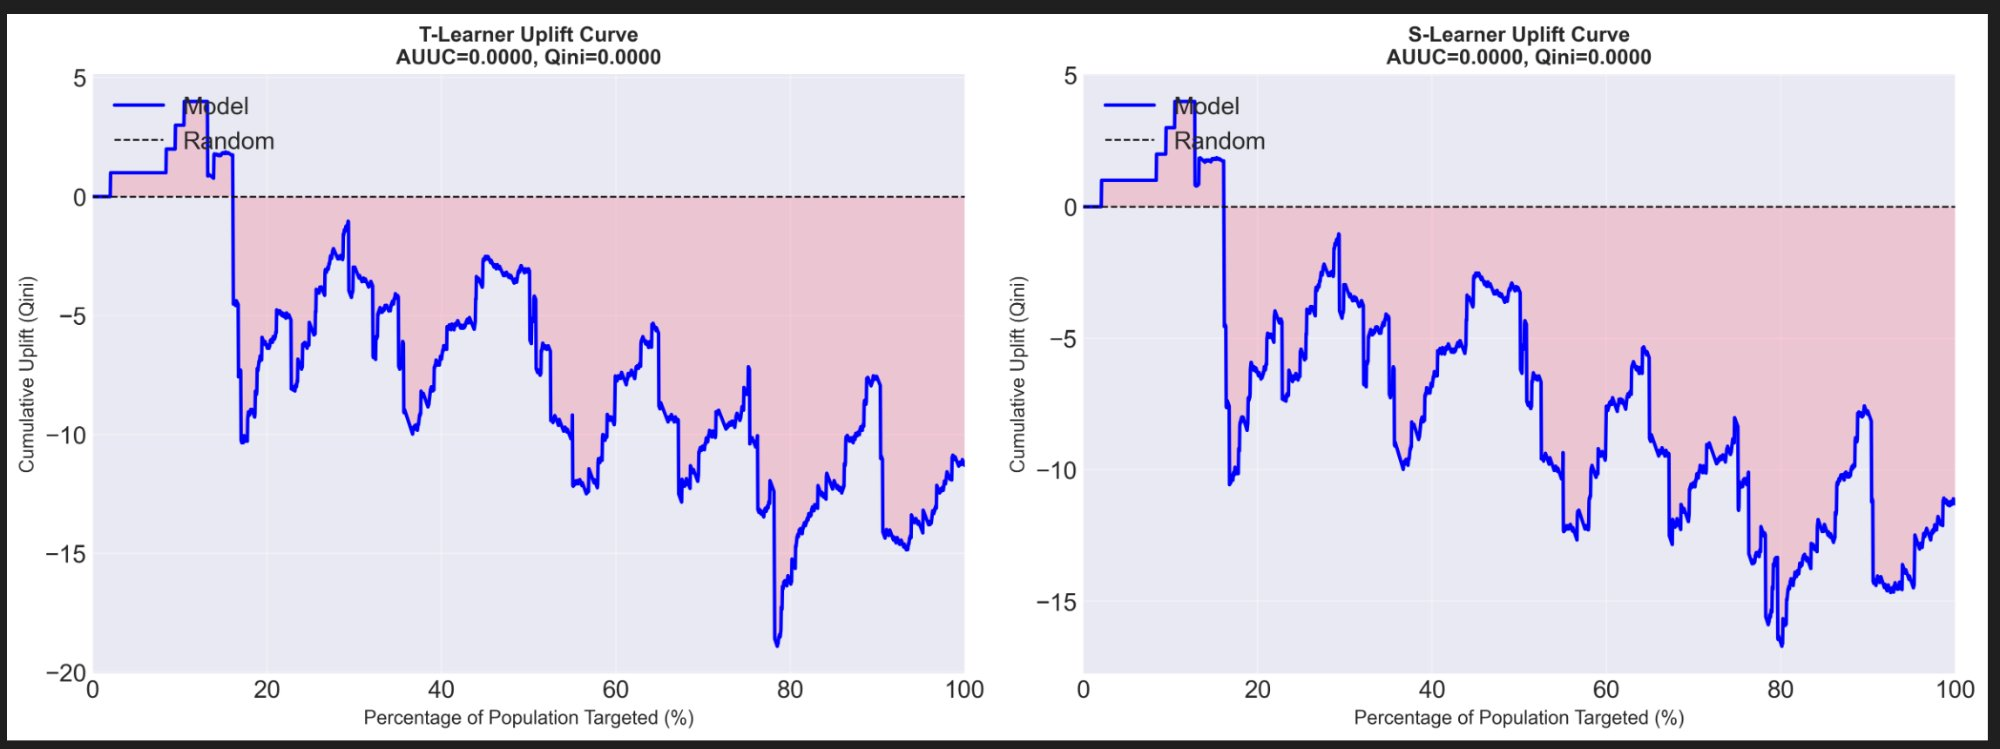 T-Learner Uplift Curve
AUUC=0.0000, Qini=0.0000
Model
Random
5
0
−5
−10
−15
−20
0 20 40 60 80 100
Cumulative Uplift (Qini)
Percentage of Population Targeted (%)
S-Learner Uplift Curve
AUUC=0.0000, Qini=0.0000
Model
Random
5
0
−5
−10
−15
0 20 40 60 80 100
Cumulative Uplift (Qini)
Percentage of Population Targeted (%)